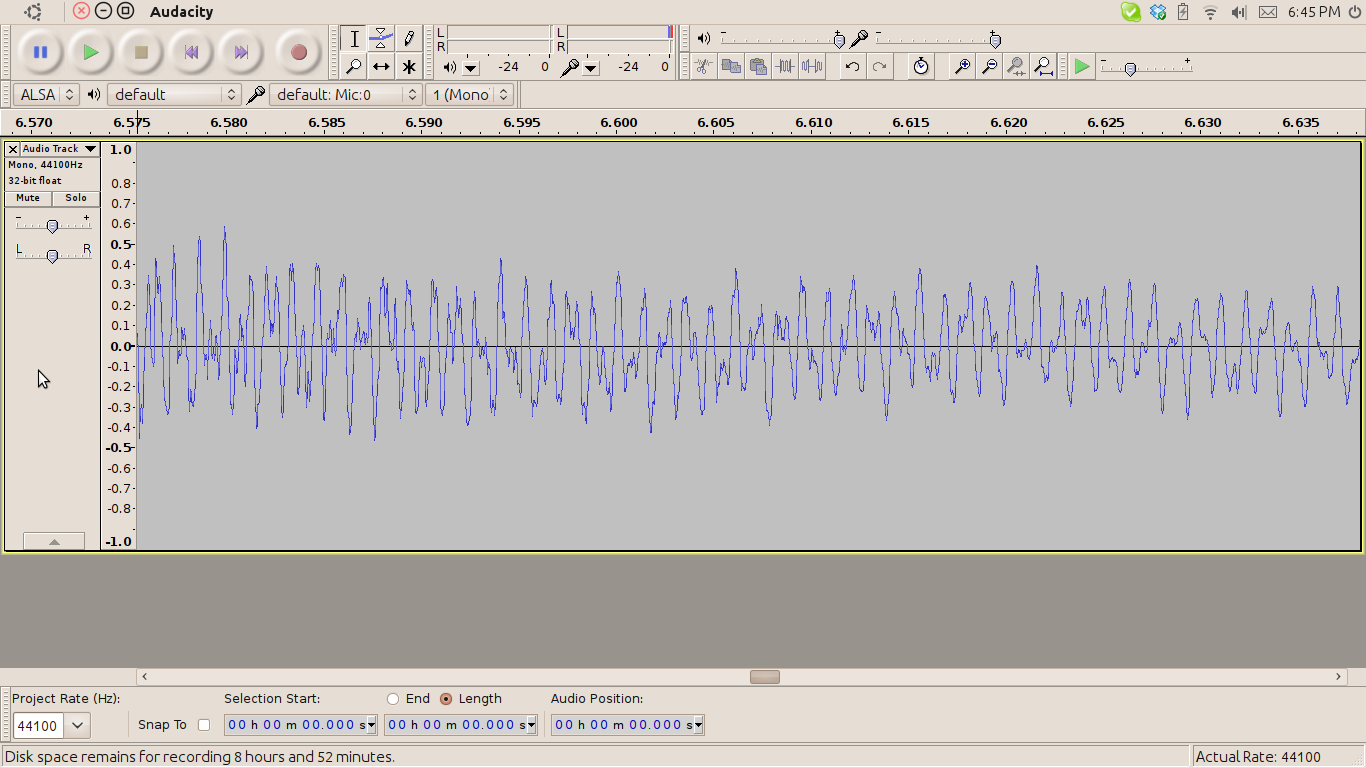 Audacity 6:45 PM
L L
R R
-24 0 -24 0
ALSA default default: Mic:0 1 (Mono
6.570 6.575 6.580 6.585 6.590 6.595 6.600 6.605 6.610 6.615 6.620 6.625 6.630 6.635
X Audio Track
Mono, 44100Hz
32-bit float
Mute Solo
- +
L R
1.0
0.8
0.7
0.6
0.5
0.4
0.3
0.2
0.1
0.0
-0.1
-0.2
-0.3
-0.4
-0.5
-0.6
-0.7
-0.8
-1.0
Project Rate (Hz): Selection Start: End Length Audio Position:
44100 Snap To 00 h 00 m 00.000 s 00 h 00 m 00.000 s 00 h 00 m 00.000 s
Disk space remains for recording 8 hours and 52 minutes. Actual Rate: 44100